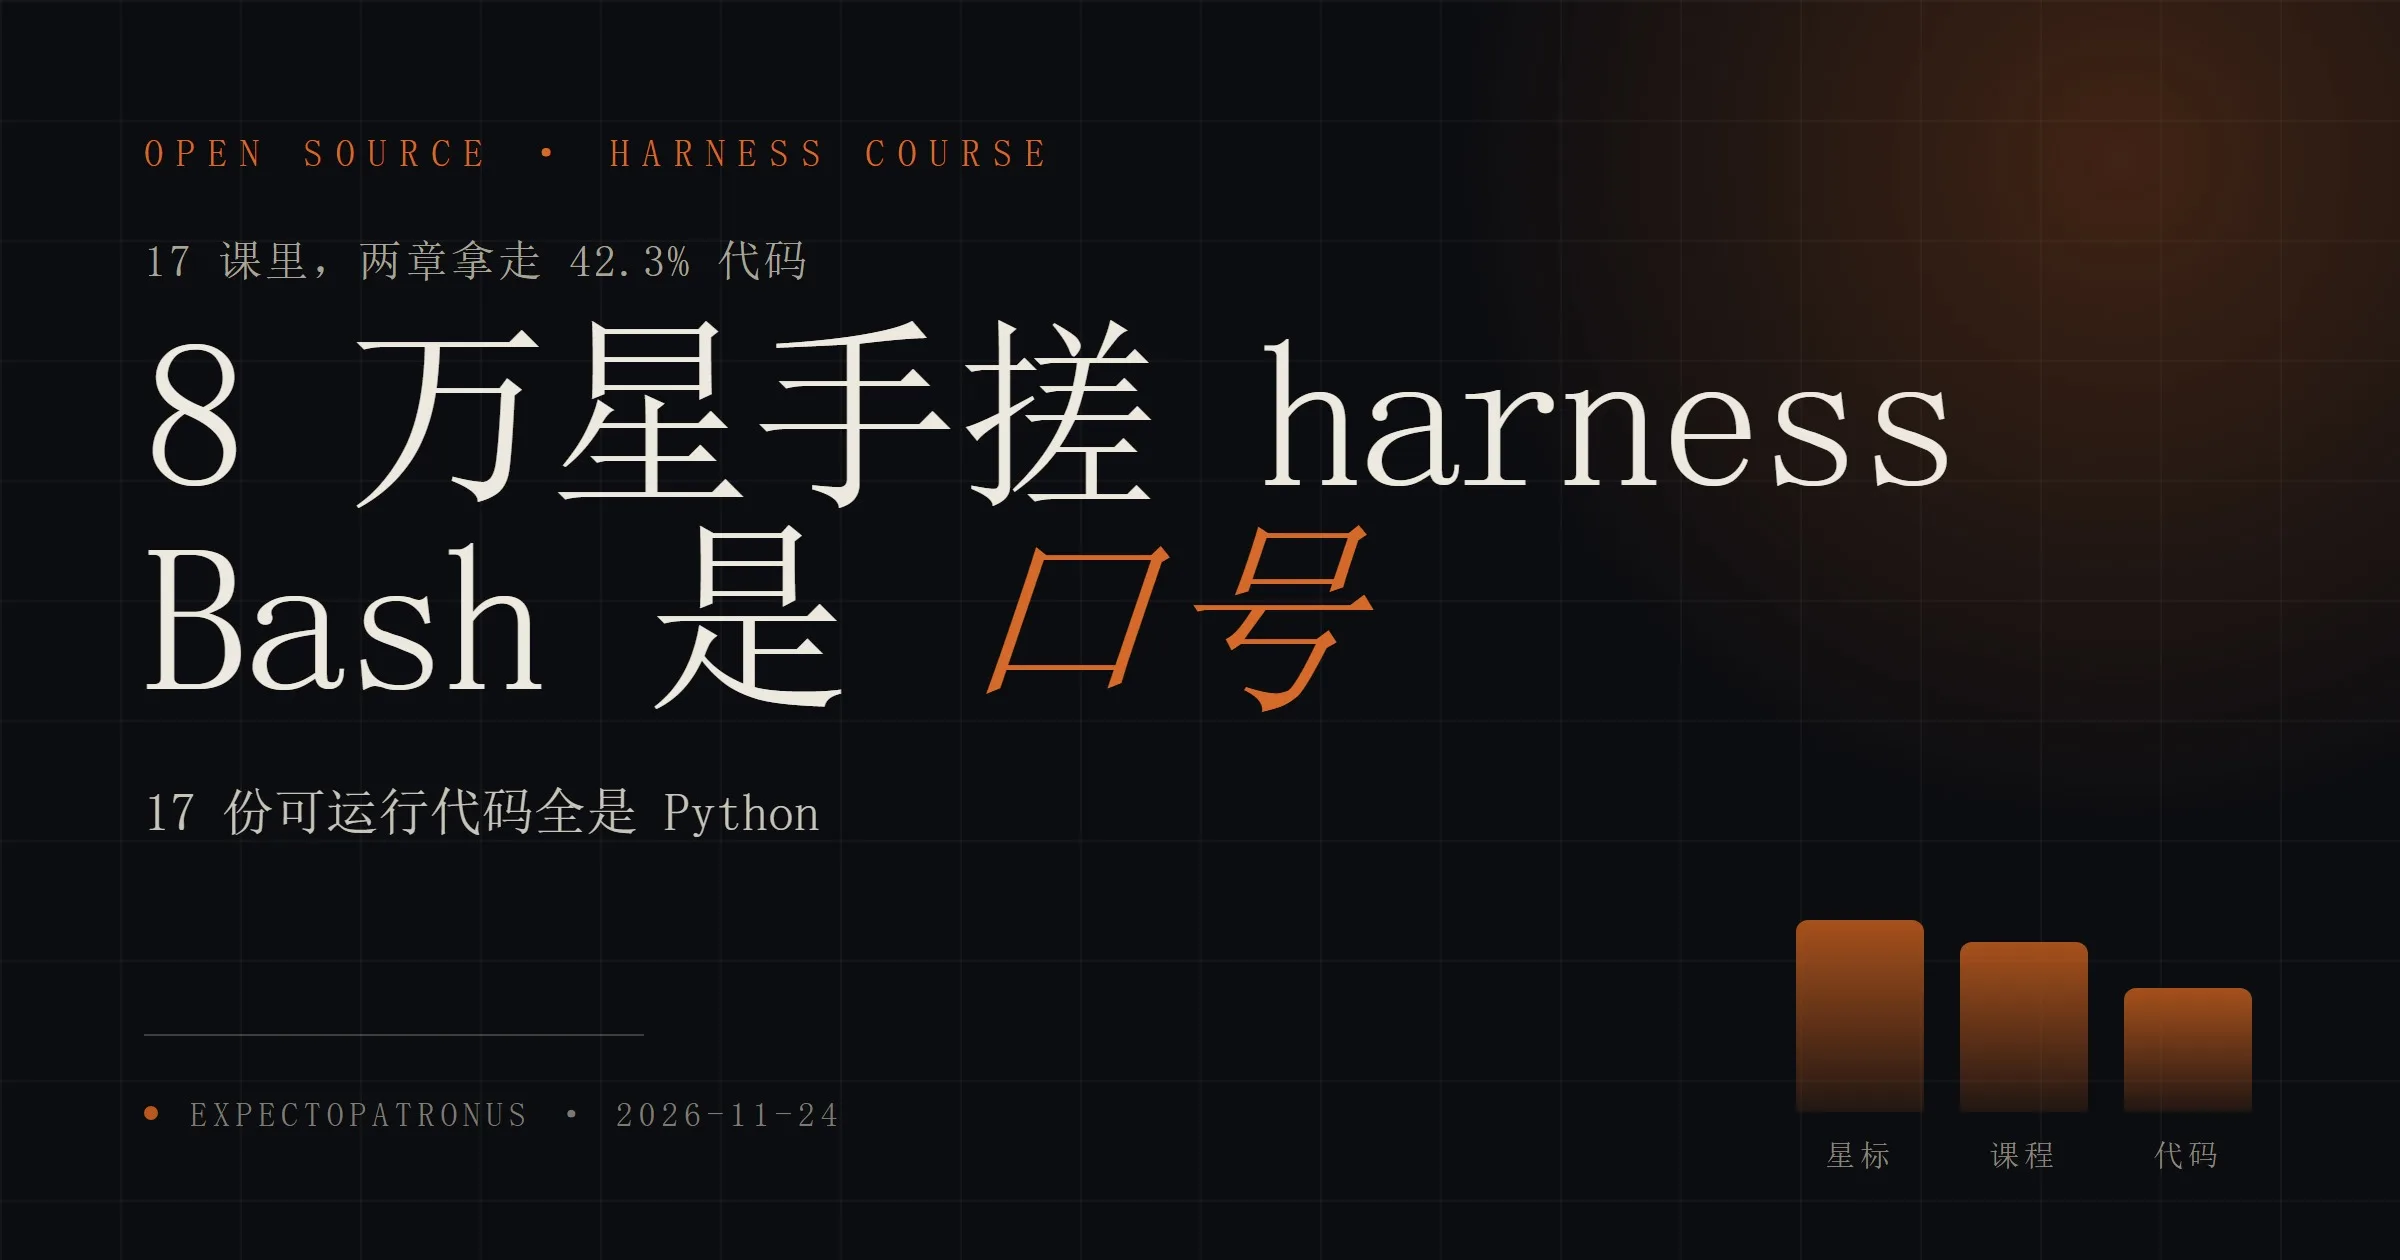 OPEN SOURCE • HARNESS COURSE
17 课里，两章拿走 42.3% 代码
8 万星手搓 harness
Bash 是 口号
17 份可运行代码全是 Python
EXPECTOPATRONUS • 2026-11-24
星标 课程 代码